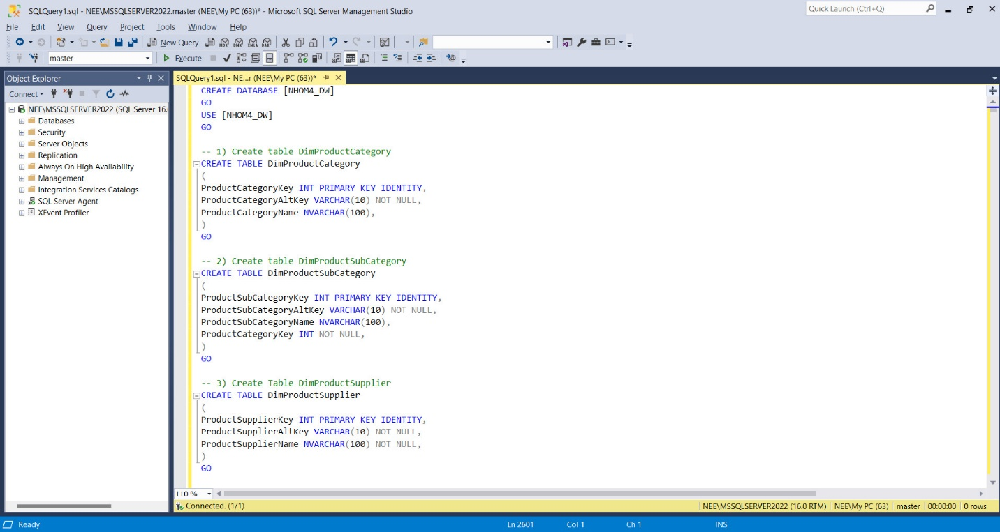 SQLQuery1.sql - NEE\MSSQLSERVER2022.master (NEE\My PC (63))* - Microsoft SQL Server Management Studio
Quick Launch (Ctrl+Q)
File Edit View Query Project Tools Window Help
New Query MDX DMX XMLA DAX
master Execute
Object Explorer
Connect
NEE\MSSQLSERVER2022 (SQL Server 16.
Databases
Security
Server Objects
Replication
Always On High Availability
Management
Integration Services Catalogs
SQL Server Agent
XEvent Profiler
SQLQuery1.sql - NE...r (NEE\My PC (63))*
CREATE DATABASE [NHOM4_DW]
GO
USE [NHOM4_DW]
GO
-- 1) Create table DimProductCategory
CREATE TABLE DimProductCategory
(
ProductCategoryKey INT PRIMARY KEY IDENTITY,
ProductCategoryAltKey VARCHAR(10) NOT NULL,
ProductCategoryName NVARCHAR(100),
)
GO
-- 2) Create table DimProductSubCategory
CREATE TABLE DimProductSubCategory
(
ProductSubCategoryKey INT PRIMARY KEY IDENTITY,
ProductSubCategoryAltKey VARCHAR(10) NOT NULL,
ProductSubCategoryName NVARCHAR(100),
ProductCategoryKey INT NOT NULL,
)
GO
-- 3) Create Table DimProductSupplier
CREATE TABLE DimProductSupplier
(
ProductSupplierKey INT PRIMARY KEY IDENTITY,
ProductSupplierAltKey VARCHAR(10) NOT NULL,
ProductSupplierName NVARCHAR(100) NOT NULL,
)
GO
110 %
Connected. (1/1) NEE\MSSQLSERVER2022 (16.0 RTM) NEE\My PC (63) master 00:00:00 0 rows
Ready Ln 2601 Col 1 Ch 1 INS